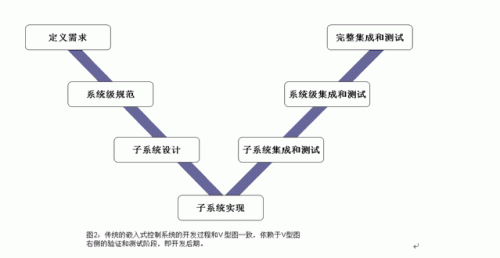 定义需求
完整集成和测试
系统级规范
系统级集成和测试
子系统设计
子系统集成和测试
子系统实现
图2：传统的嵌入式控制系统的开发过程和V型图一致，依赖于V型图
右侧的验证和测试阶段，即开发后期。